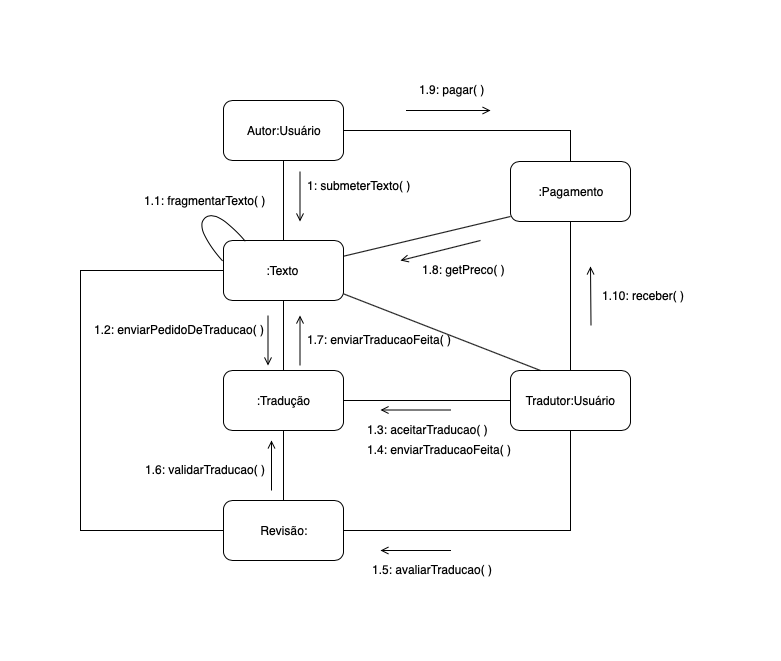 1.9: pagar( )
Autor:Usuário
:Pagamento
1: submeterTexto( )
1.1: fragmentarTexto( )
:Texto
1.8: getPreco( )
1.10: receber( )
1.2: enviarPedidoDeTraducao( )
1.7: enviarTraducaoFeita( )
:Tradução
Tradutor:Usuário
1.3: aceitarTraducao( )
1.4: enviarTraducaoFeita( )
1.6: validarTraducao( )
Revisão:
1.5: avaliarTraducao( )